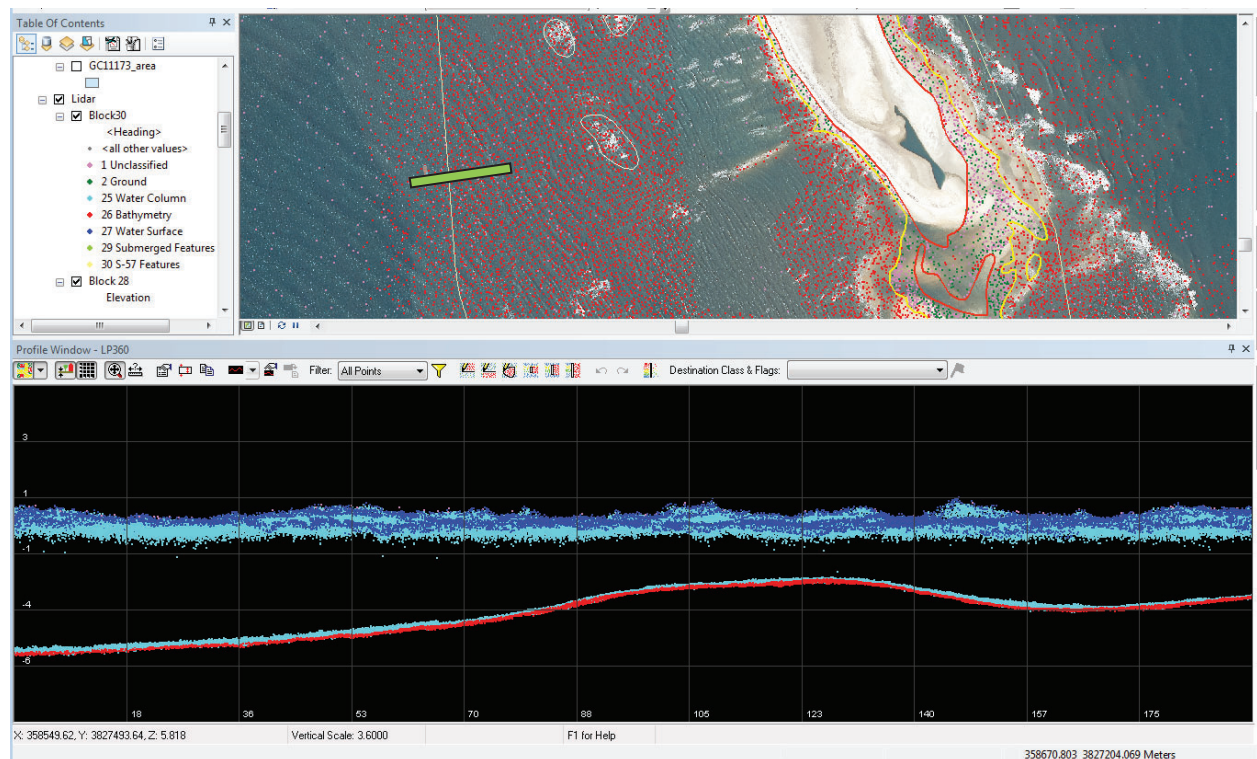 Table Of Contents
GC11173_area
Lidar
Block30
<Heading>
<all other values>
1 Unclassified
2 Ground
25 Water Column
26 Bathymetry
27 Water Surface
29 Submerged Features
30 S-57 Features
Block 28
Elevation
Profile Window - LP360
Filter: All Points Destination Class & Flags:
3
1
-1
-4
-6
18 36 53 70 88 105 123 140 157 175
X: 358549.62, Y: 3827493.64, Z: 5.818 Vertical Scale: 3.6000 F1 for Help
358670.803 3827204.069 Meters